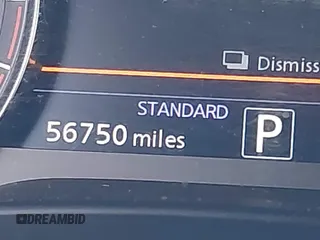 Dismiss
STANDARD
56750 miles
P
DREAMBID